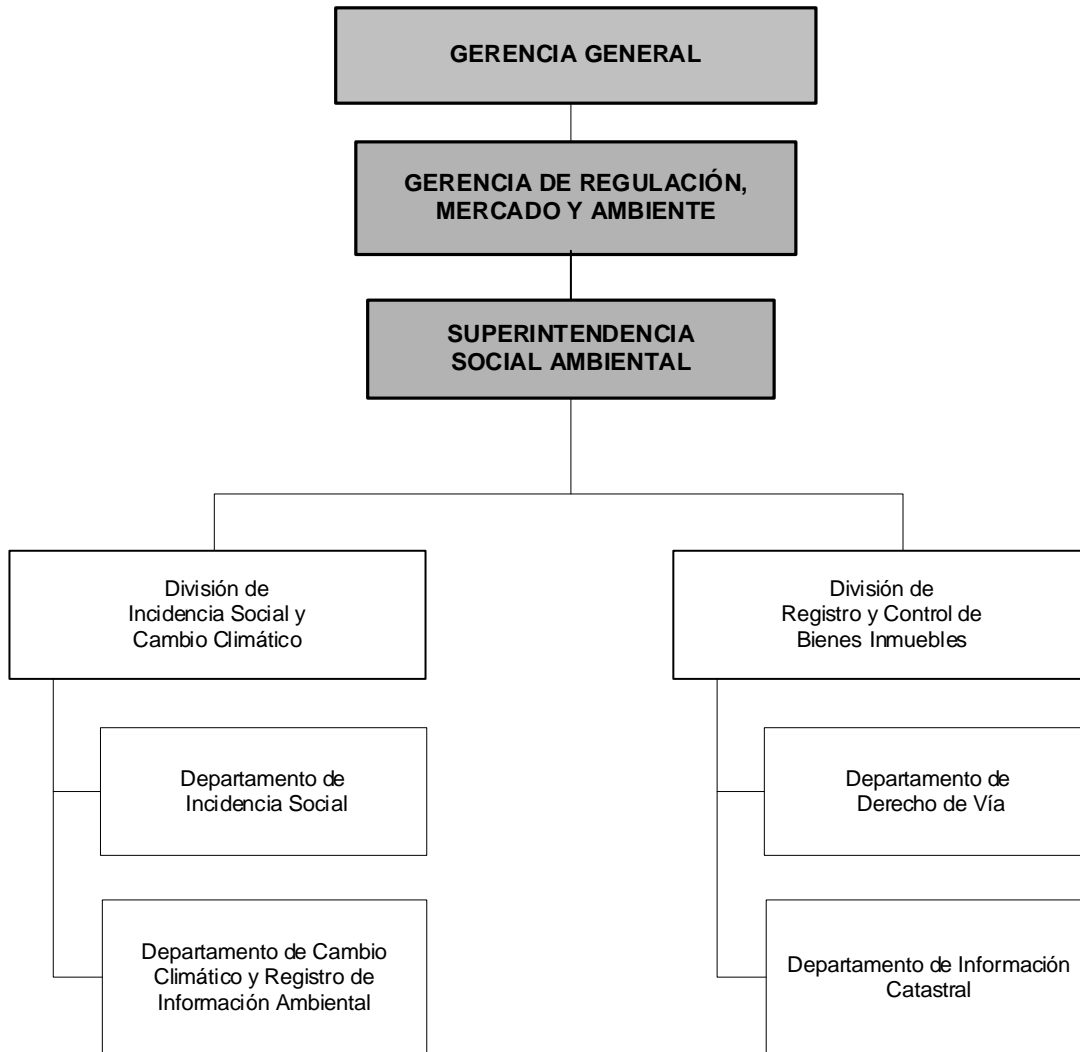 GERENCIA GENERAL
GERENCIA DE REGULACIÓN,
MERCADO Y AMBIENTE
SUPERINTENDENCIA
SOCIAL AMBIENTAL
División de
Incidencia Social y
Cambio Climático
División de
Registro y Control de
Bienes Inmuebles
Departamento de
Incidencia Social
Departamento de
Derecho de Vía
Departamento de Cambio
Climático y Registro de
Información Ambiental
Departamento de Información
Catastral